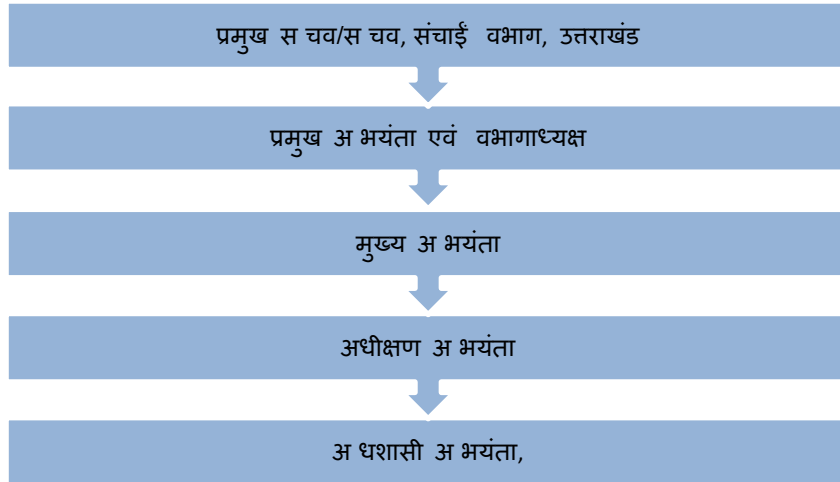 प्रमुख स चव/स चव, संचाईं वभाग, उत्तराखंड
प्रमुख अ भयंता एवं वभागाध्यक्ष
मुख्य अ भयंता
अधीक्षण अ भयंता
अ धशासी अ भयंता,